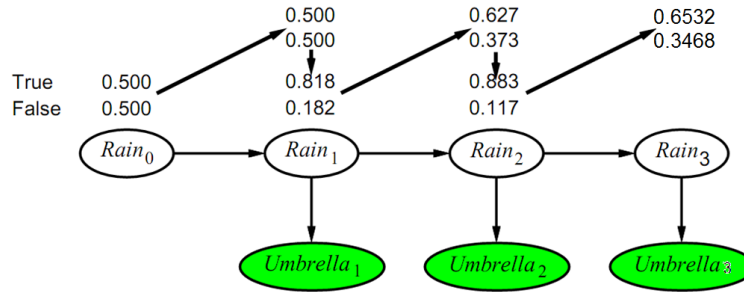 0.500 0.627 0.6532
0.500 0.373 0.3468
True 0.500 0.818 0.883
False 0.500 0.182 0.117
Rain0 Rain1 Rain2 Rain3
Umbrella1 Umbrella2 Umbrella3